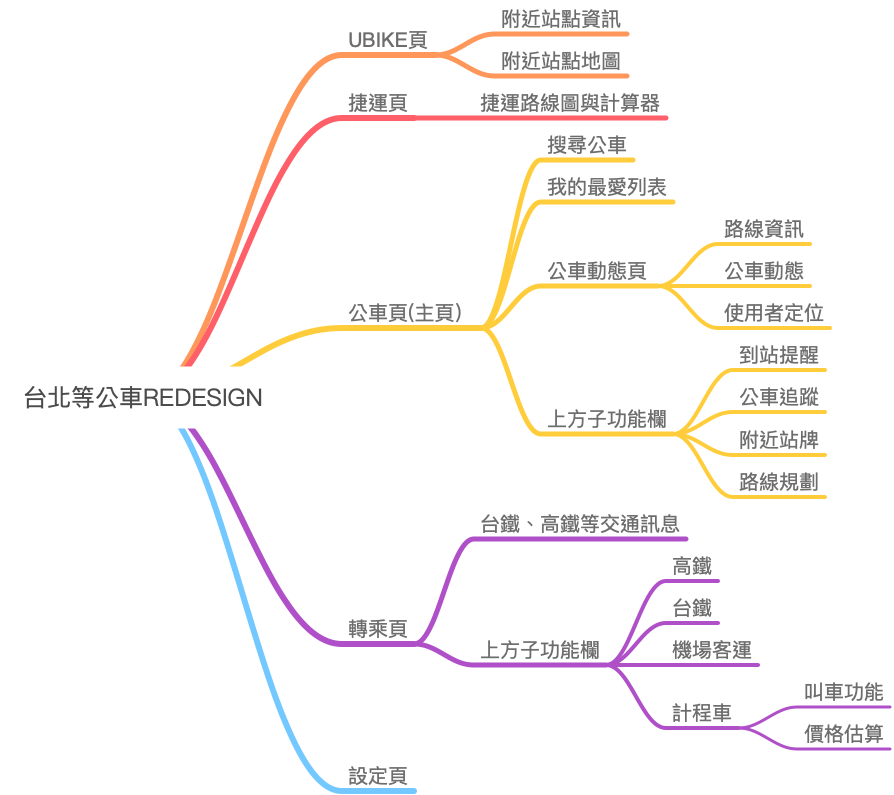 附近站點資訊
UBIKE頁
附近站點地圖
捷運頁
捷運路線圖與計算器
搜尋公車
我的最愛列表
路線資訊
公車動態頁
公車動態
公車頁(主頁)
使用者定位
到站提醒
台北等公車REDESIGN
公車追蹤
上方子功能欄
附近站牌
路線規劃
台鐵、高鐵等交通訊息
高鐵
台鐵
轉乘頁
上方子功能欄
機場客運
叫車功能
計程車
價格估算
設定頁